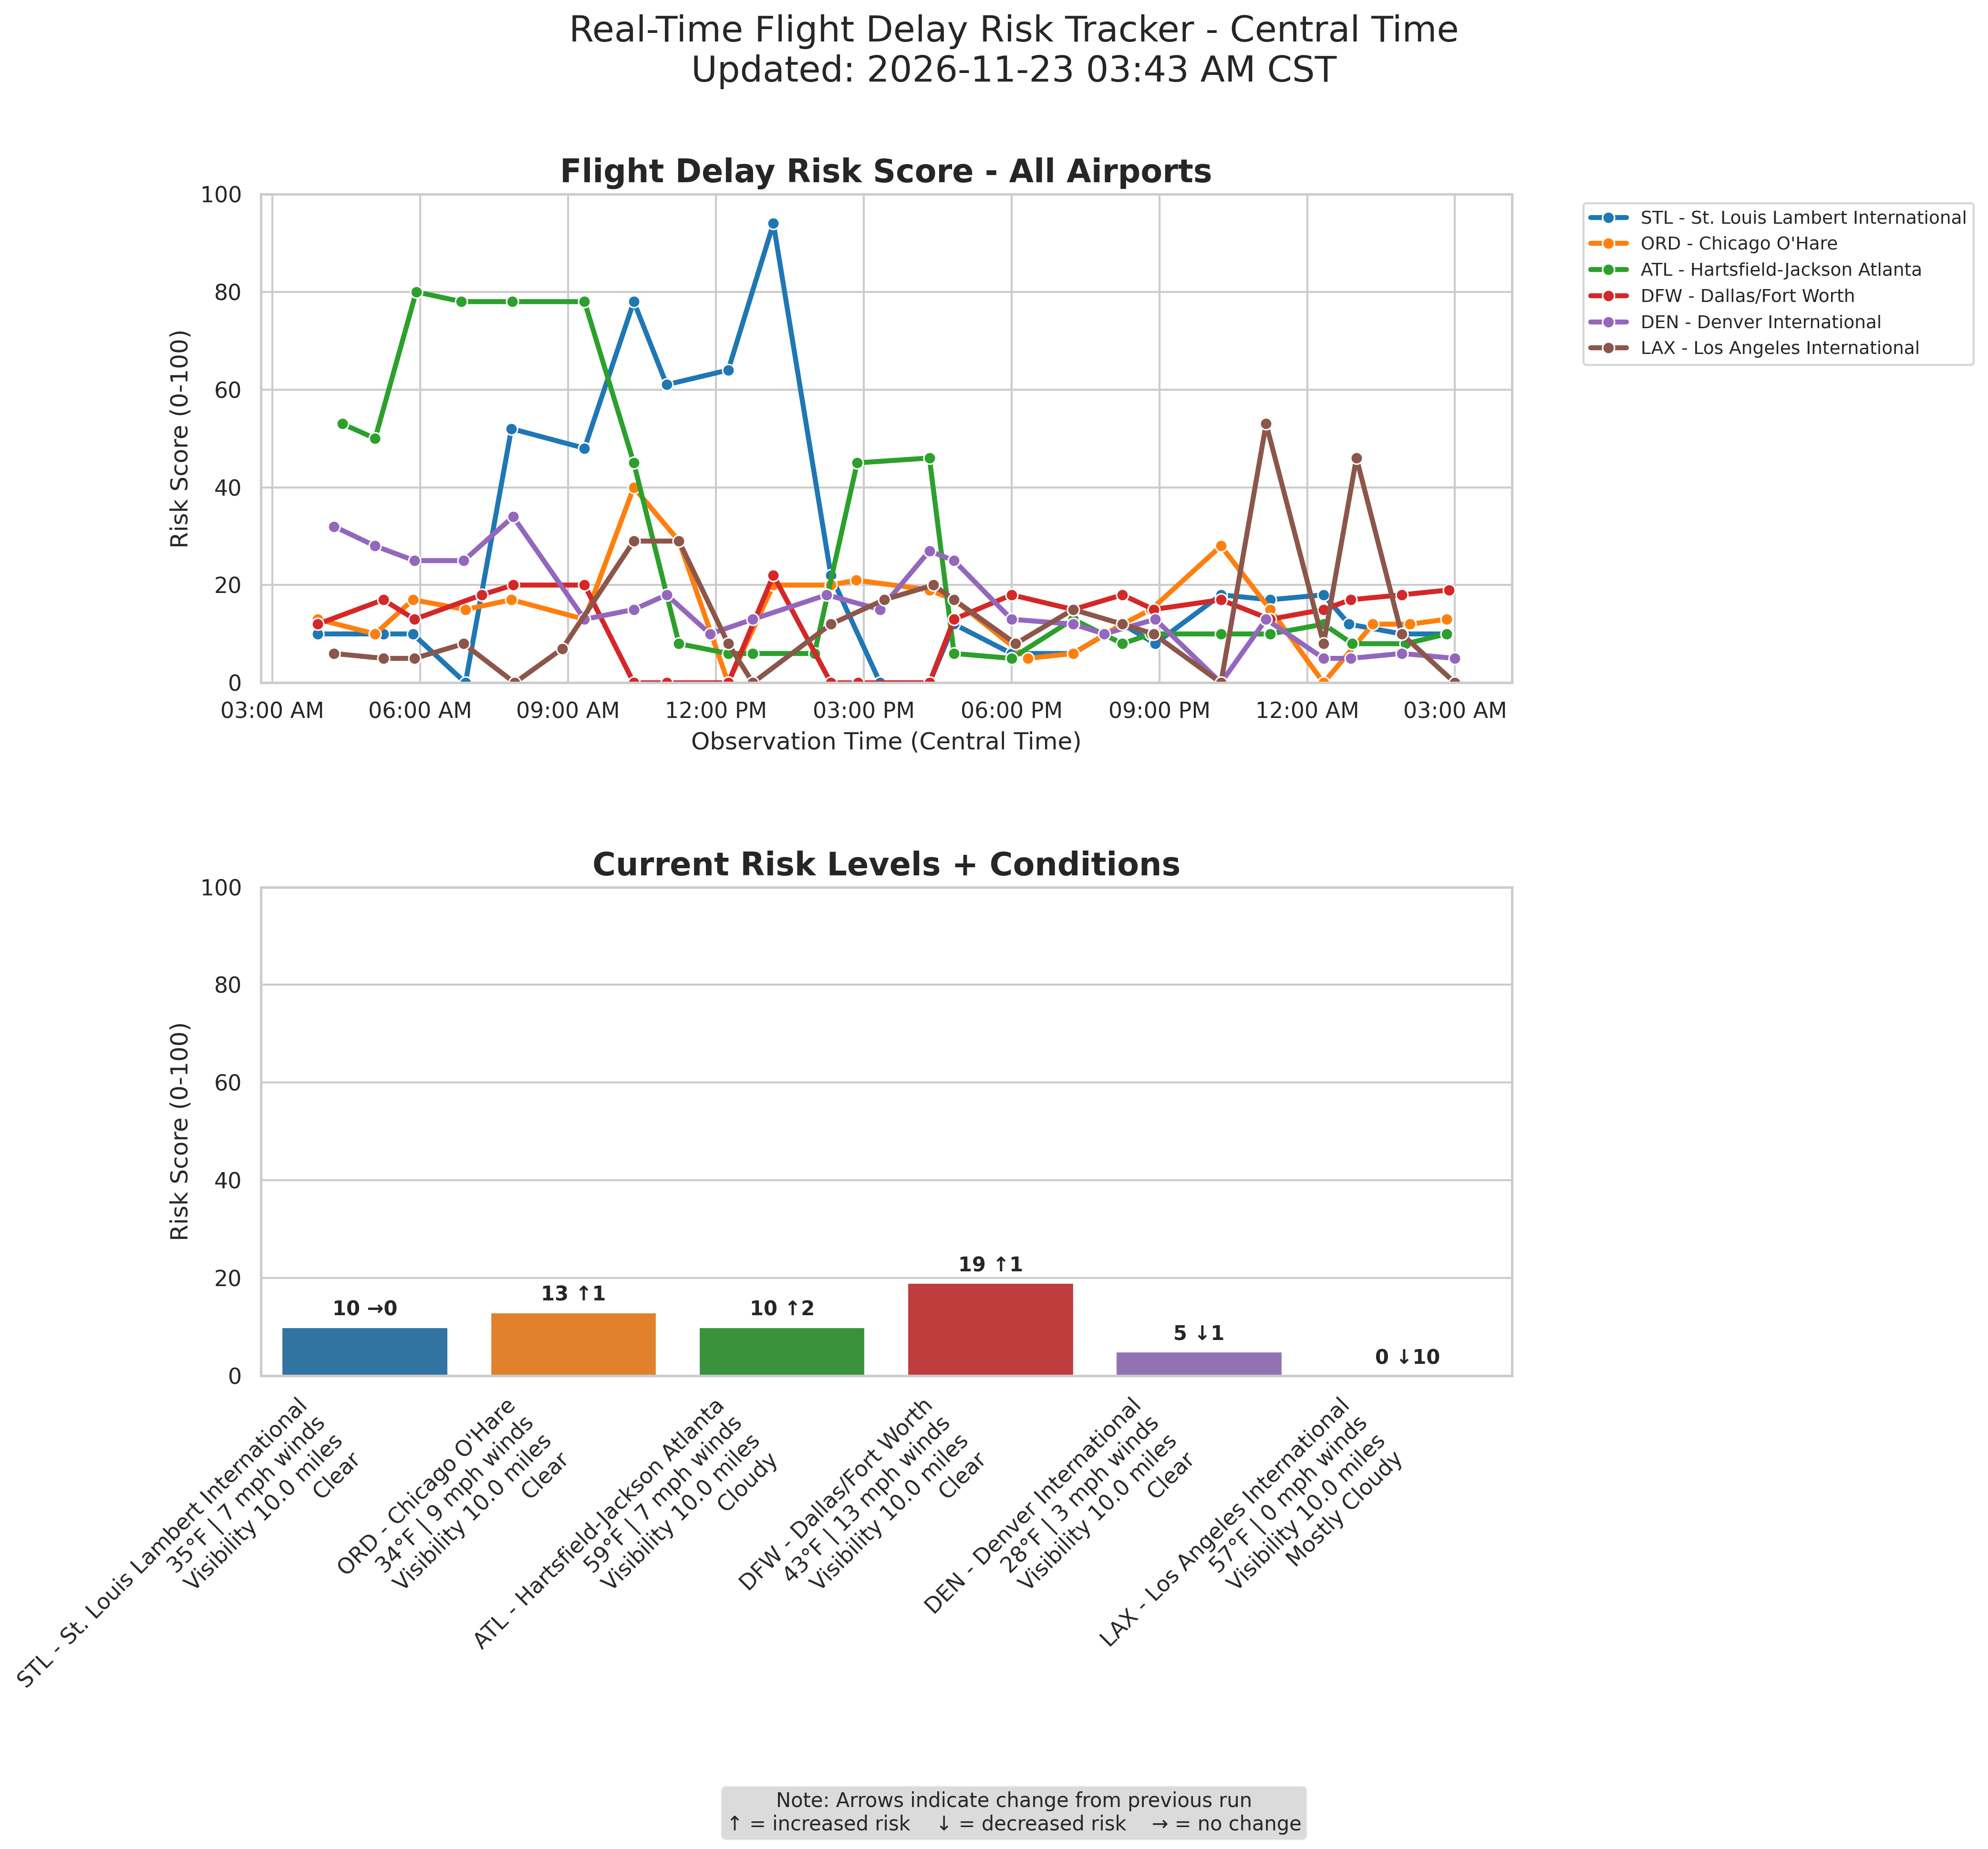 Real-Time Flight Delay Risk Tracker - Central Time
Updated: 2026-11-23 03:43 AM CST
Flight Delay Risk Score - All Airports
Risk Score (0-100)
100
80
60
40
20
0
03:00 AM
06:00 AM
09:00 AM
12:00 PM
03:00 PM
06:00 PM
09:00 PM
12:00 AM
03:00 AM
Observation Time (Central Time)
STL - St. Louis Lambert International
ORD - Chicago O'Hare
ATL - Hartsfield-Jackson Atlanta
DFW - Dallas/Fort Worth
DEN - Denver International
LAX - Los Angeles International
Current Risk Levels + Conditions
Risk Score (0-100)
100
80
60
40
20
0
10 →0
13 ↑1
10 ↑2
19 ↑1
5 ↓1
0 ↓10
STL - St. Louis Lambert International
35°F | 7 mph winds
Visibility 10.0 miles
Clear
ORD - Chicago O'Hare
34°F | 9 mph winds
Visibility 10.0 miles
Clear
ATL - Hartsfield-Jackson Atlanta
59°F | 7 mph winds
Visibility 10.0 miles
Cloudy
DFW - Dallas/Fort Worth
43°F | 13 mph winds
Visibility 10.0 miles
Clear
DEN - Denver International
28°F | 3 mph winds
Visibility 10.0 miles
Clear
LAX - Los Angeles International
57°F | 0 mph winds
Visibility 10.0 miles
Mostly Cloudy
Note: Arrows indicate change from previous run
↑ = increased risk    ↓ = decreased risk    → = no change